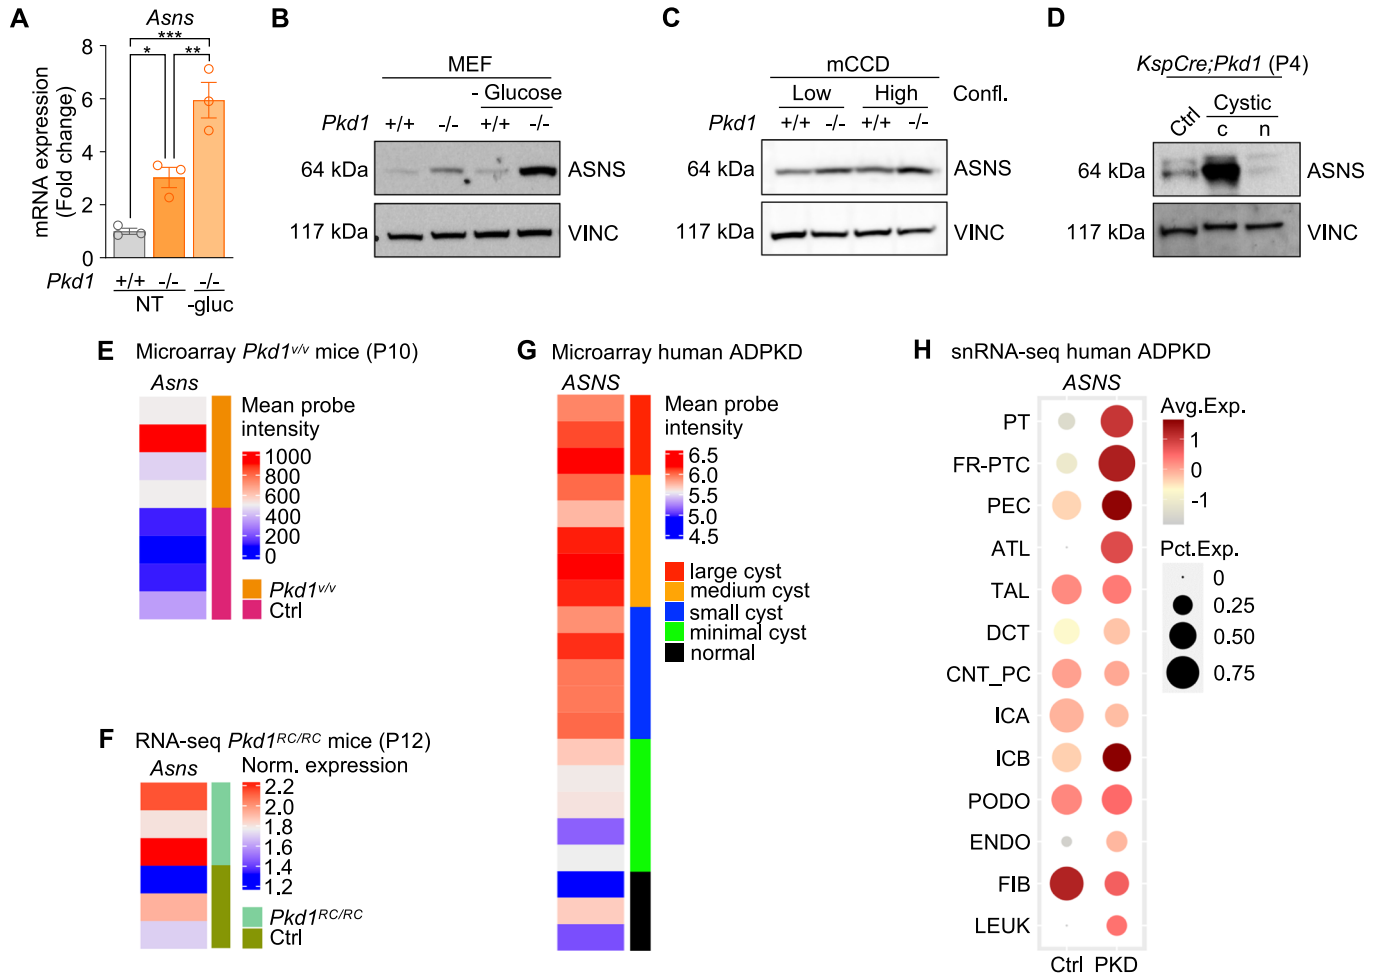 A
Asns
***
*
**
mRNA expression
(Fold change)
8
6
4
2
0
Pkd1
+/+
-/-
-/-
NT
-gluc
B
MEF
- Glucose
Pkd1
+/+
-/-
+/+
-/-
64 kDa
ASNS
117 kDa
VINC
C
mCCD
Low
High
Confl.
Pkd1
+/+
-/-
+/+
-/-
64 kDa
ASNS
117 kDa
VINC
D
KspCre;Pkd1 (P4)
Ctrl
Cystic
c
n
64 kDa
ASNS
117 kDa
VINC
E
Microarray Pkd1v/v mice (P10)
Asns
Mean probe
intensity
1000
800
600
400
200
0
Pkd1v/v
Ctrl
F
RNA-seq Pkd1RC/RC mice (P12)
Asns
Norm. expression
2.2
2.0
1.8
1.6
1.4
1.2
Pkd1RC/RC
Ctrl
G
Microarray human ADPKD
ASNS
Mean probe
intensity
6.5
6.0
5.5
5.0
4.5
large cyst
medium cyst
small cyst
minimal cyst
normal
H
snRNA-seq human ADPKD
ASNS
PT
FR-PTC
PEC
ATL
TAL
DCT
CNT_PC
ICA
ICB
PODO
ENDO
FIB
LEUK
Ctrl
PKD
Avg.Exp.
1
0
-1
Pct.Exp.
0
0.25
0.50
0.75